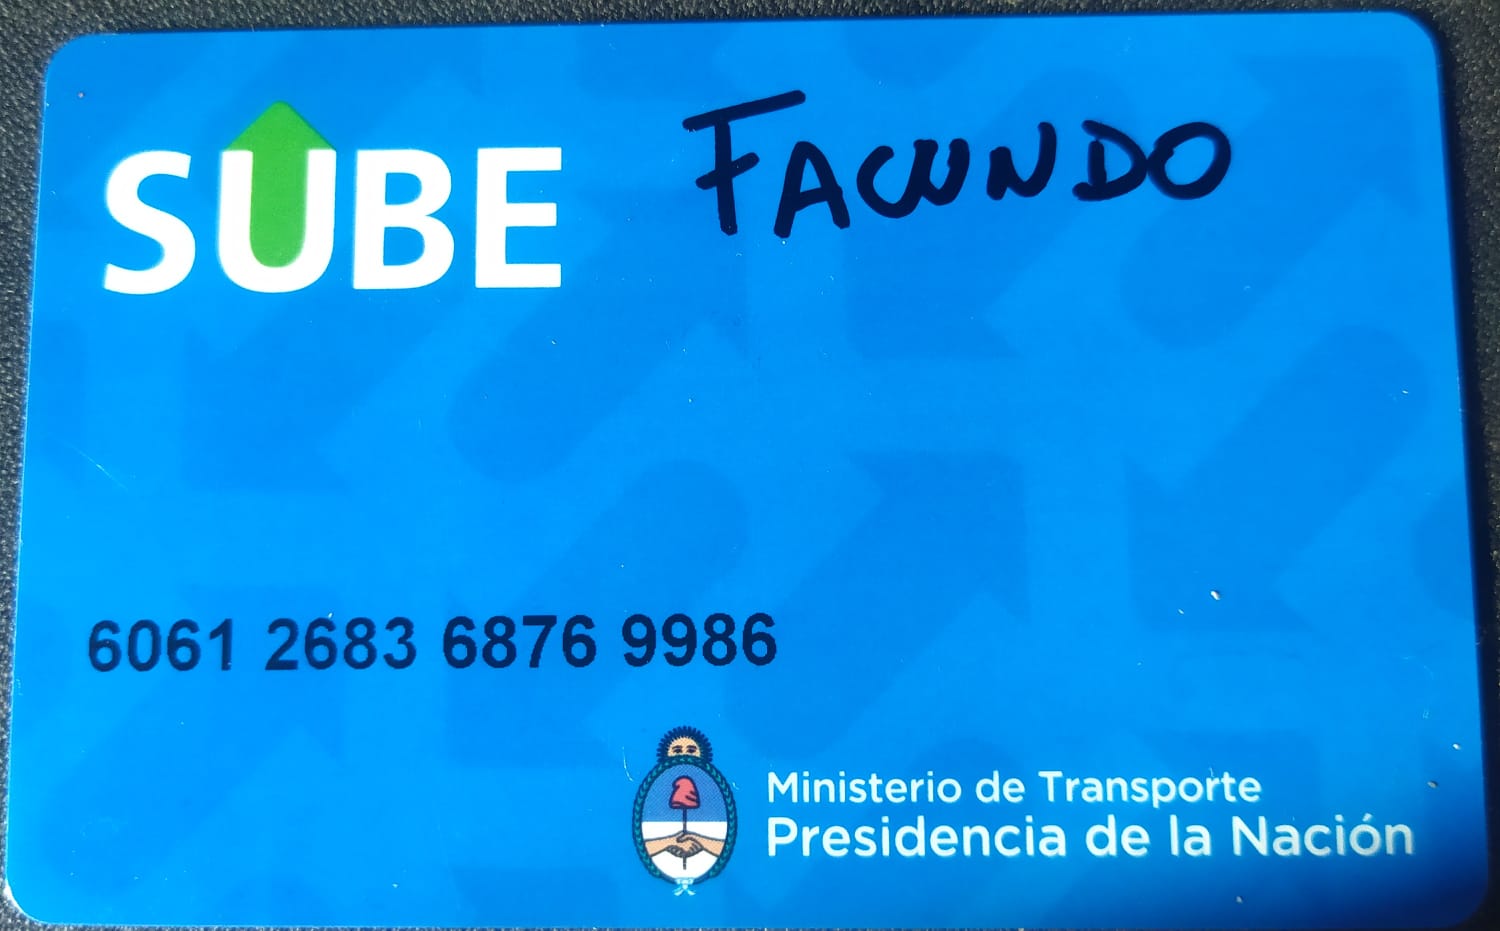 SUBE
FACUNDO
6061 2683 6876 9986
Ministerio de Transporte
Presidencia de la Nación